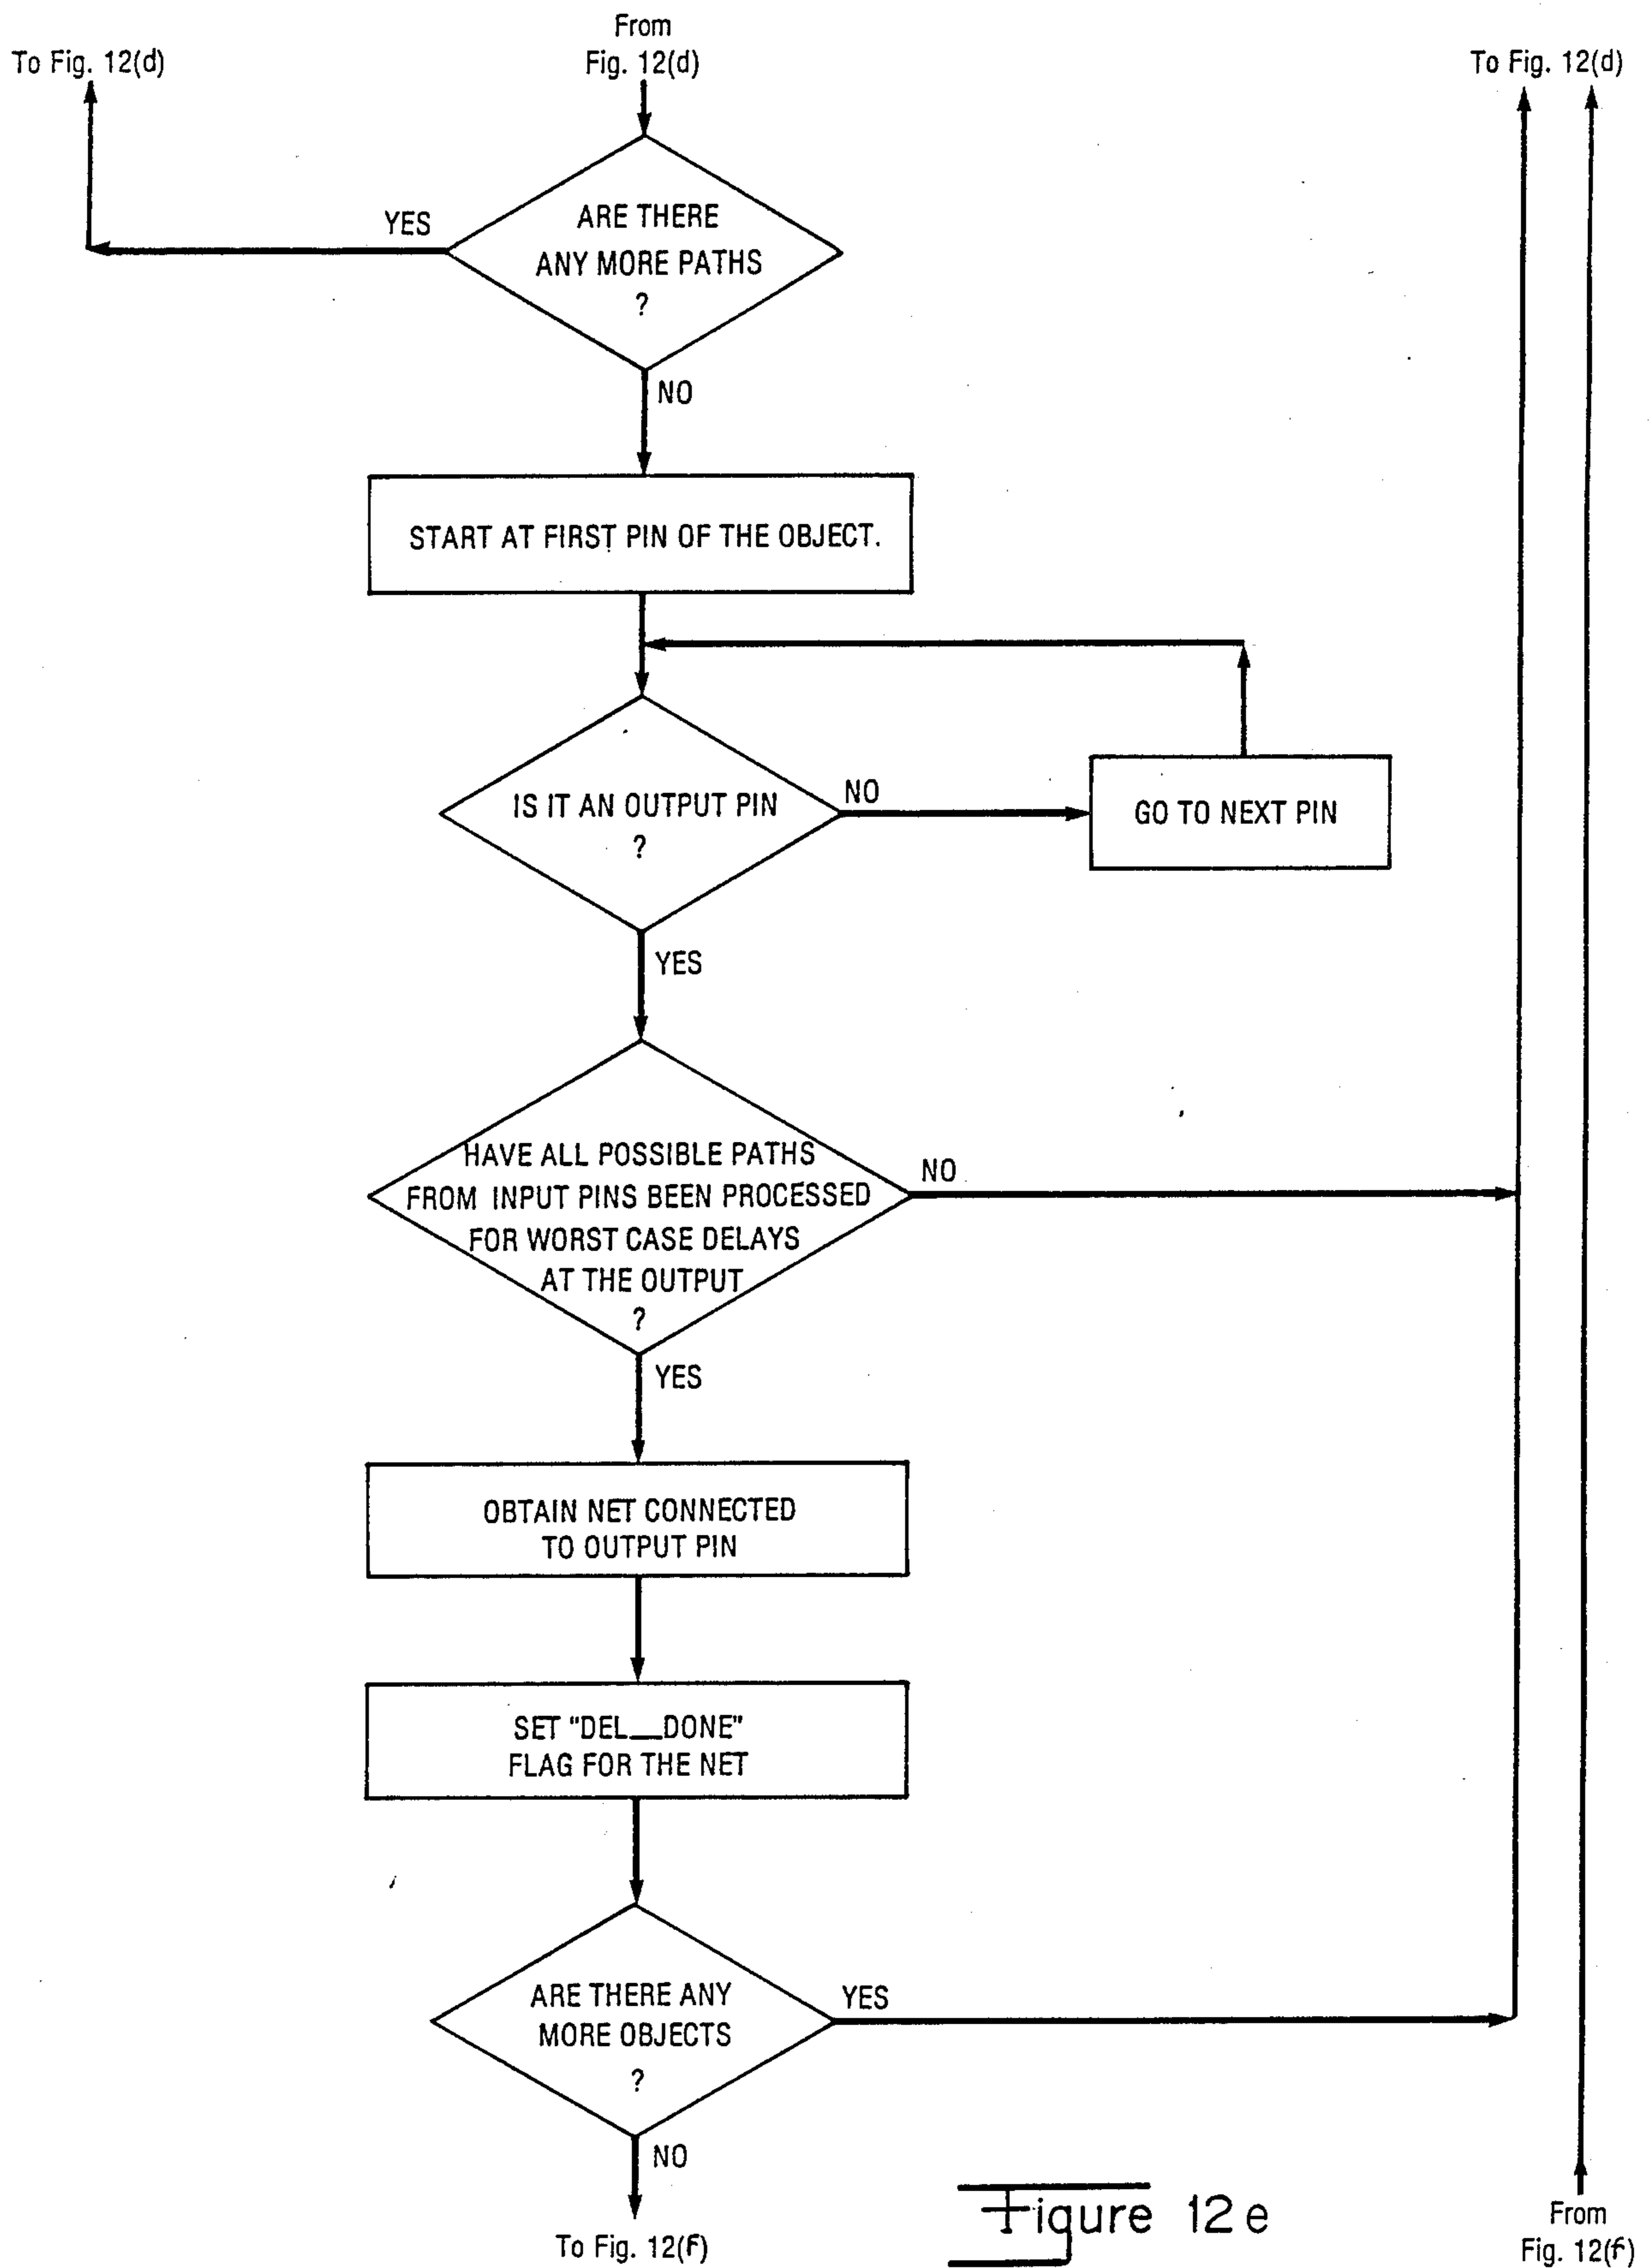 To Fig. 12(d)
From
Fig. 12(d)
To Fig. 12(d)
YES
ARE THERE
ANY MORE PATHS
?
NO
START AT FIRST PIN OF THE OBJECT.
IS IT AN OUTPUT PIN
?
NO
GO TO NEXT PIN
YES
HAVE ALL POSSIBLE PATHS
FROM INPUT PINS BEEN PROCESSED
FOR WORST CASE DELAYS
AT THE OUTPUT
?
NO
YES
OBTAIN NET CONNECTED
TO OUTPUT PIN
SET "DEL__DONE"
FLAG FOR THE NET
ARE THERE ANY
MORE OBJECTS
?
YES
NO
To Fig. 12(f)
Figure 12e
From
Fig. 12(f)